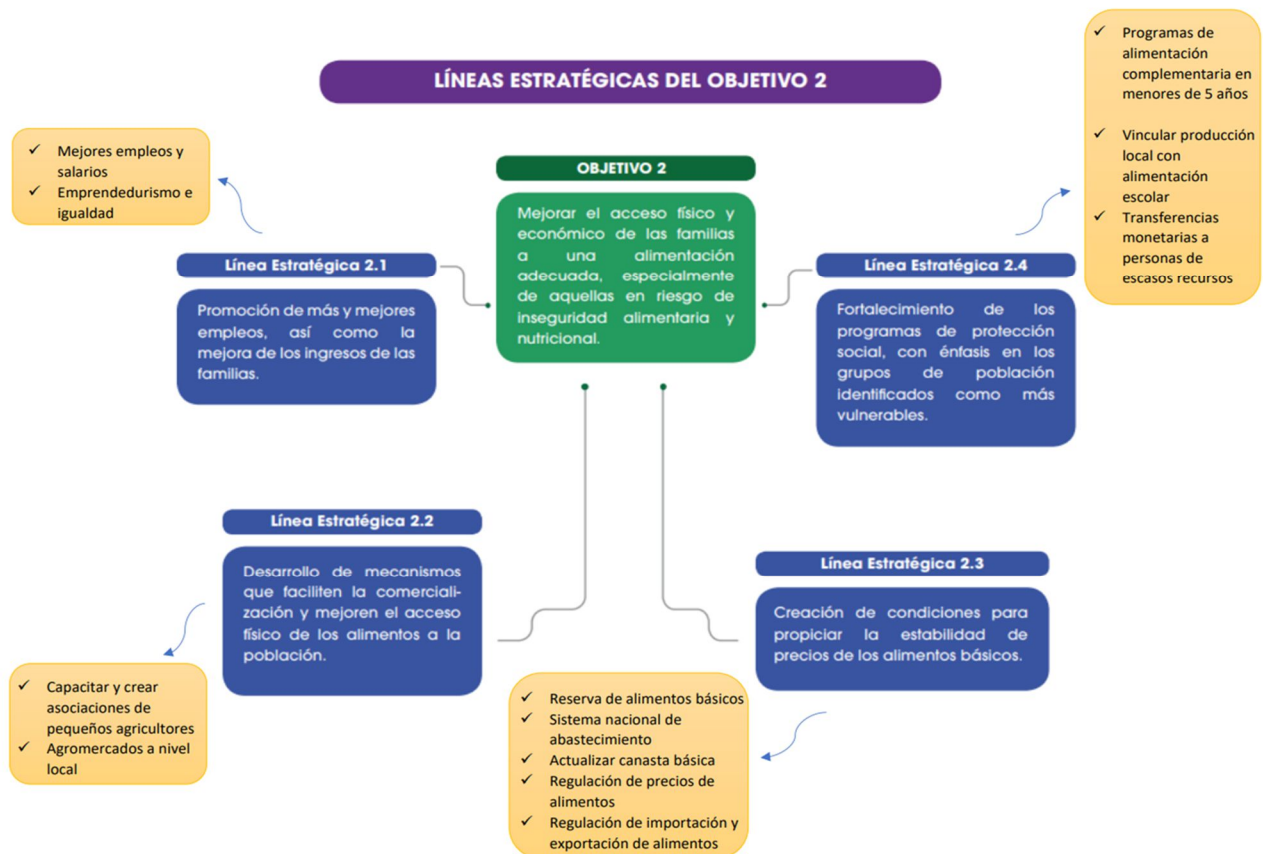 LÍNEAS ESTRATÉGICAS DEL OBJETIVO 2
✓ Mejores empleos y
salarios
✓ Emprendedurismo e
igualdad
Línea Estratégica 2.1
Promoción de más y mejores
empleos, así como la
mejora de los ingresos de las
familias.
OBJETIVO 2
Mejorar el acceso físico y
económico de las familias
a una alimentación
adecuada, especialmente
de aquellas en riesgo de
inseguridad alimentaria y
nutricional.
✓ Programas de
alimentación
complementaria en
menores de 5 años
✓ Vincular producción
local con
alimentación
escolar
✓ Transferencias
monetarias a
personas de
escasos recursos
Línea Estratégica 2.4
Fortalecimiento de los
programas de protección
social, con énfasis en los
grupos de población
identificados como más
vulnerables.
Línea Estratégica 2.2
Desarrollo de mecanismos
que faciliten la comerciali-
zación y mejoren el acceso
físico de los alimentos a la
población.
✓ Capacitar y crear
asociaciones de
pequeños agricultores
✓ Agromercados a nivel
local
Línea Estratégica 2.3
Creación de condiciones para
propiciar la estabilidad de
precios de los alimentos básicos.
✓ Reserva de alimentos básicos
✓ Sistema nacional de
abastecimiento
✓ Actualizar canasta básica
✓ Regulación de precios de
alimentos
✓ Regulación de importación y
exportación de alimentos